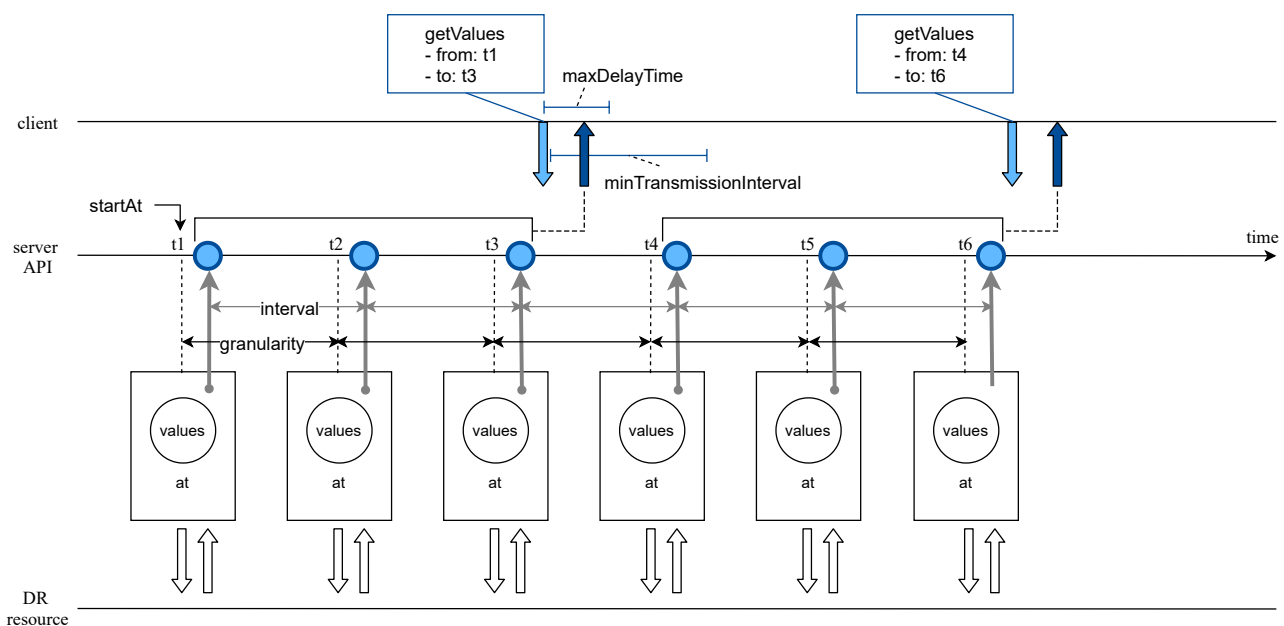 getValues
- from: t1
- to: t3
getValues
- from: t4
- to: t6
maxDelayTime
client
minTransmissionInterval
startAt
server
API
t1
t2
t3
t4
t5
t6
time
interval
granularity
values
at
values
at
values
at
values
at
values
at
values
at
DR
resource